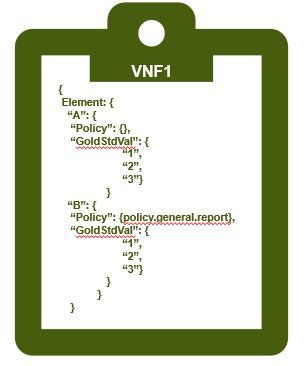 VNF1
{
Element: {
“A”: {
“Policy”: {},
“GoldStdVal”: {
“1”,
“2”,
“3”}
}
“B”: {
“Policy”: {policy.general.report},
“GoldStdVal”: {
“1”,
“2”,
“3”}
}
}
}